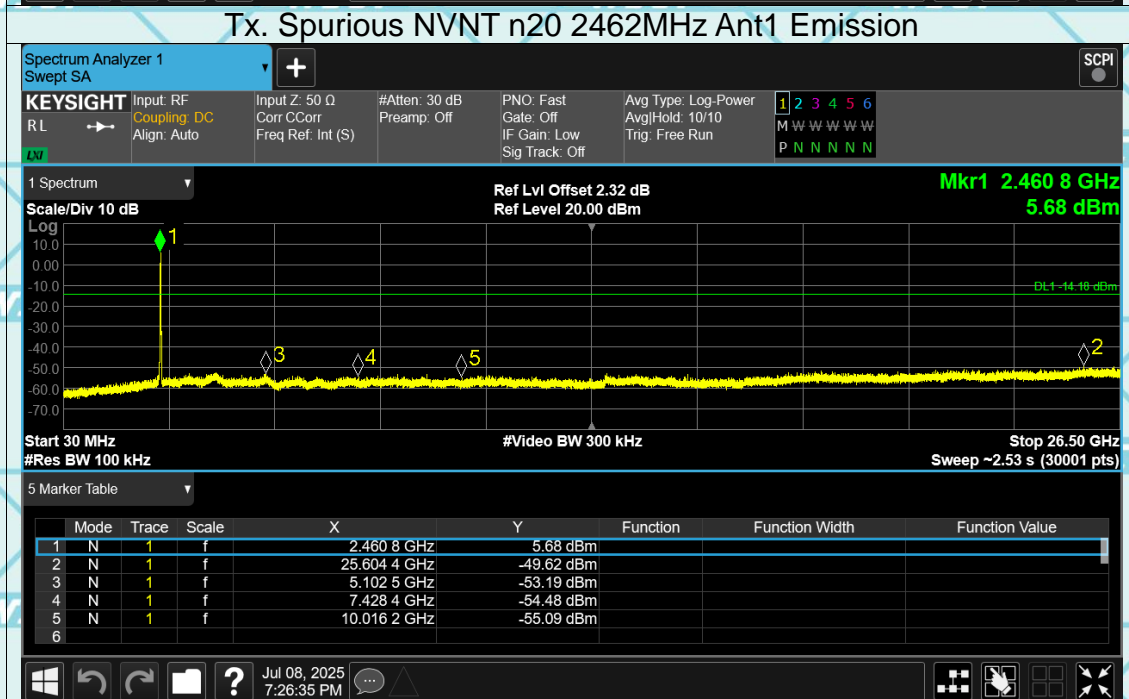 Tx. Spurious NVNT n20 2462MHz Ant1 Emission
Spectrum Analyzer 1
Swept SA
+
SCPI
KEYSIGHT
RL
LXI
Input: RF
Coupling: DC
Align: Auto
Input Z: 50 Ω
Corr CCorr
Freq Ref: Int (S)
#Atten: 30 dB
Preamp: Off
PNO: Fast
Gate: Off
IF Gain: Low
Sig Track: Off
Avg Type: Log-Power
Avg|Hold: 10/10
Trig: Free Run
1 2 3 4 5 6
M W W W W W
P N N N N N
1 Spectrum
Scale/Div 10 dB
Ref Lvl Offset 2.32 dB
Ref Level 20.00 dBm
Mkr1 2.460 8 GHz
5.68 dBm
Log
10.0
0.00
-10.0
-20.0
-30.0
-40.0
-50.0
-60.0
-70.0
1
DL1 -14.18 dBm
3
4
5
2
Start 30 MHz
#Video BW 300 kHz
Stop 26.50 GHz
#Res BW 100 kHz
Sweep ~2.53 s (30001 pts)
5 Marker Table
Mode Trace Scale X Y Function Function Width Function Value
1 N 1 f 2.460 8 GHz 5.68 dBm
2 N 1 f 25.604 4 GHz -49.62 dBm
3 N 1 f 5.102 5 GHz -53.19 dBm
4 N 1 f 7.428 4 GHz -54.48 dBm
5 N 1 f 10.016 2 GHz -55.09 dBm
6
?
Jul 08, 2025
7:26:35 PM